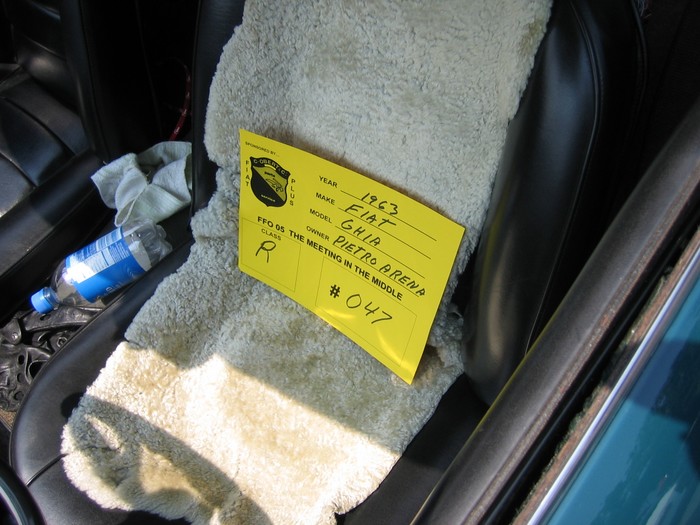 SPONSORED BY:
FIAT PLUS
YEAR 1963
MAKE FIAT
MODEL GHIA
OWNER PIETRO ARENA
FFO 05 THE MEETING IN THE MIDDLE
CLASS
R
# 047